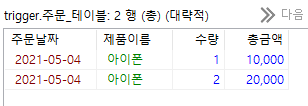 trigger.주문_테이블: 2 행 (총) (대략적) 다음
주문날짜 제품이름 수량 총금액
2021-05-04 아이폰 1 10,000
2021-05-04 아이폰 2 20,000